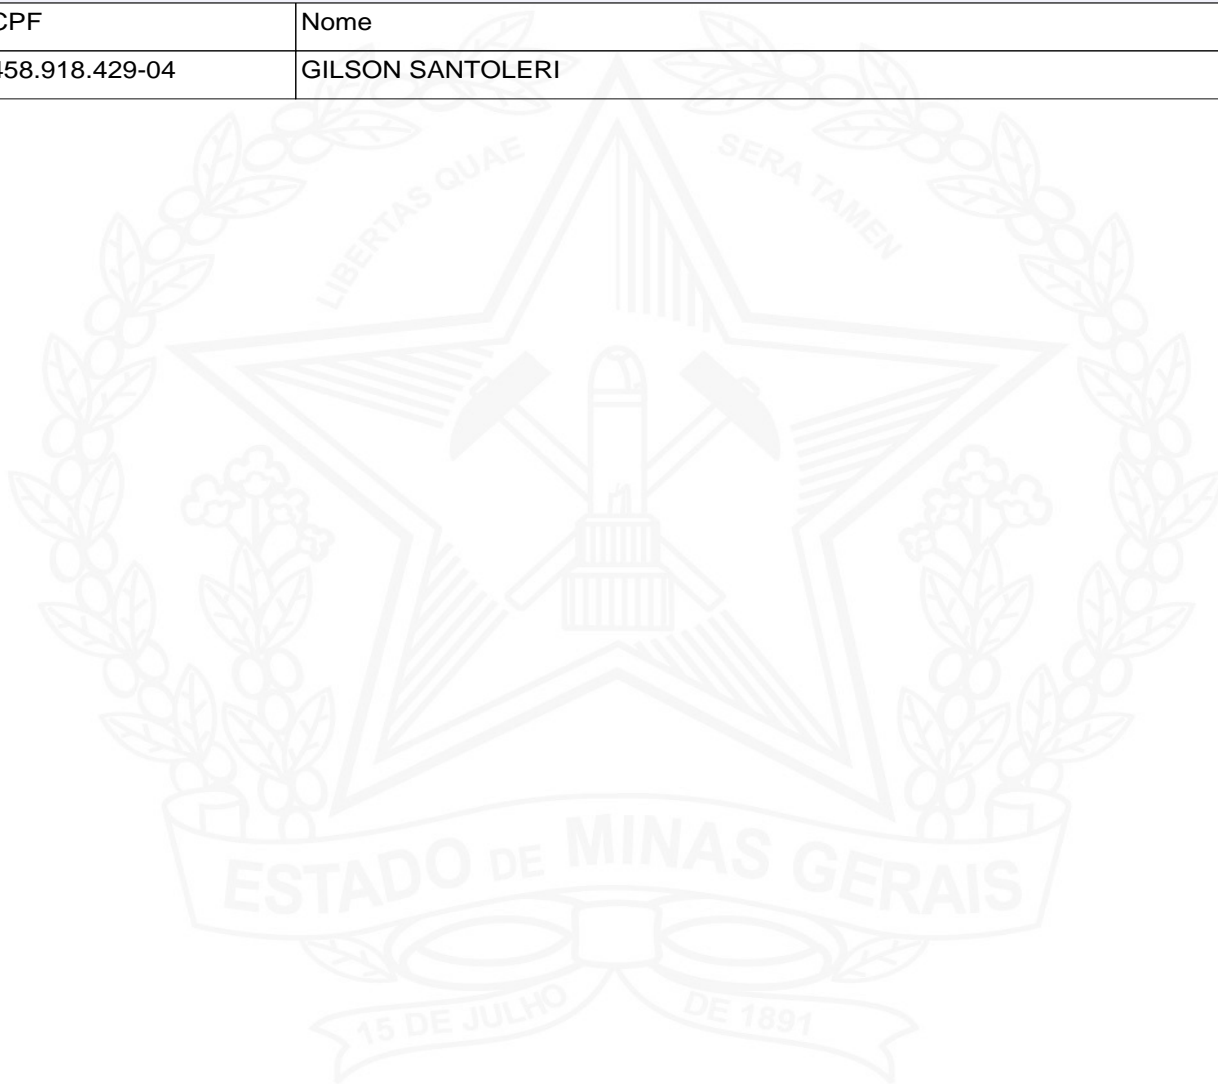 CPF Nome
458.918.429-04 GILSON SANTOLERI
LIBERTAS QUAE SERA TAMEN
ESTADO DE MINAS GERAIS
15 DE JULHO DE 1891